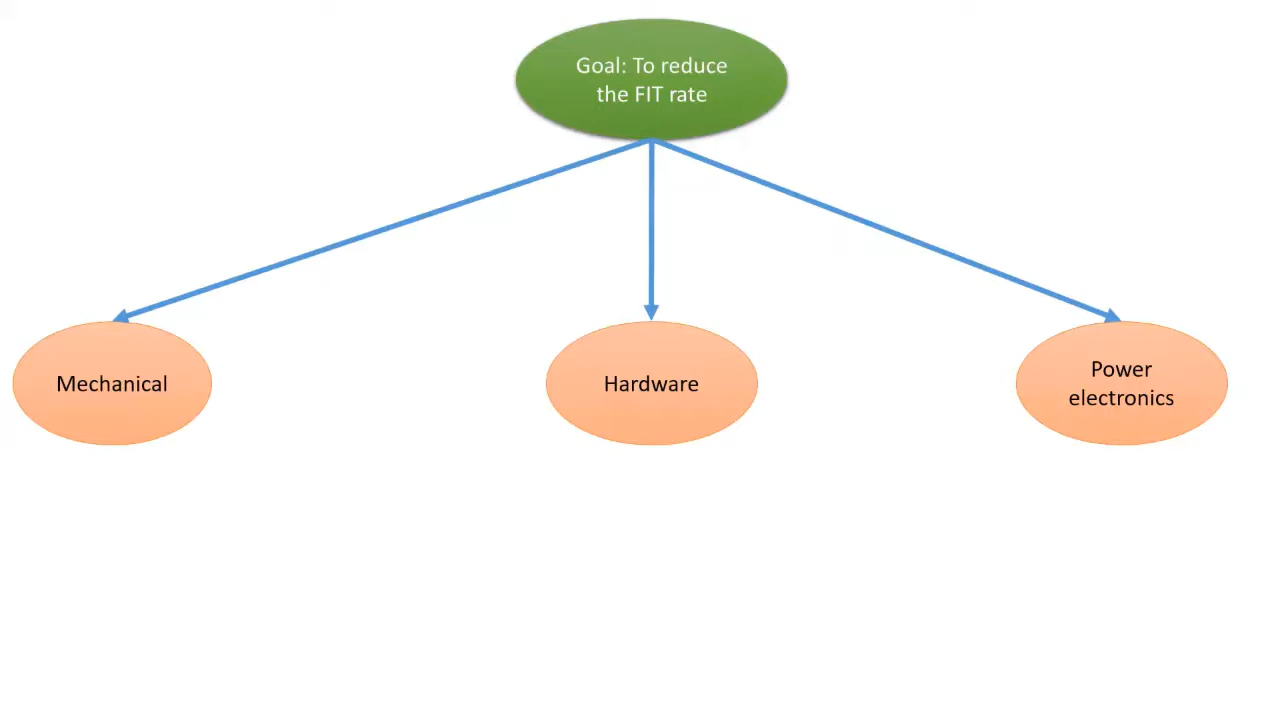 Goal: To reduce
the FIT rate
Mechanical
Hardware
Power
electronics